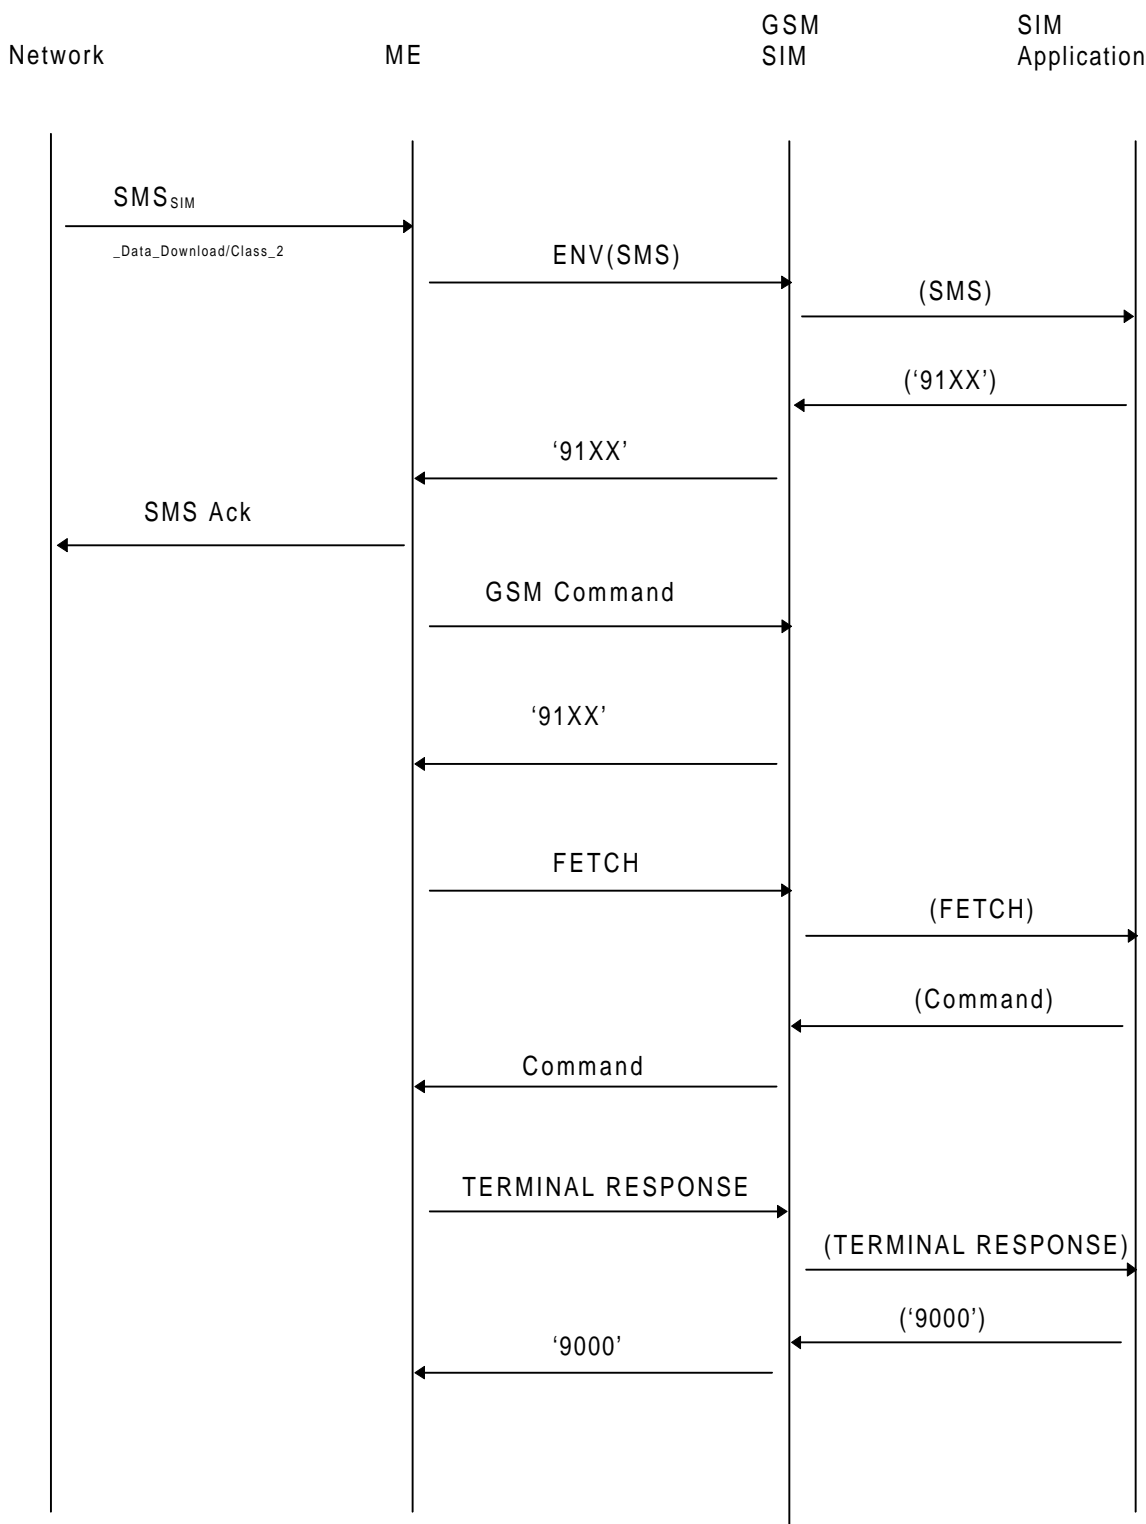 GSM SIM
Network ME SIM Application
SMSSIM
_Data_Download/Class_2
ENV(SMS)
(SMS)
(‘91XX’)
‘91XX’
SMS Ack
GSM Command
‘91XX’
FETCH
(FETCH)
(Command)
Command
TERMINAL RESPONSE
(TERMINAL RESPONSE)
(‘9000’)
‘9000’